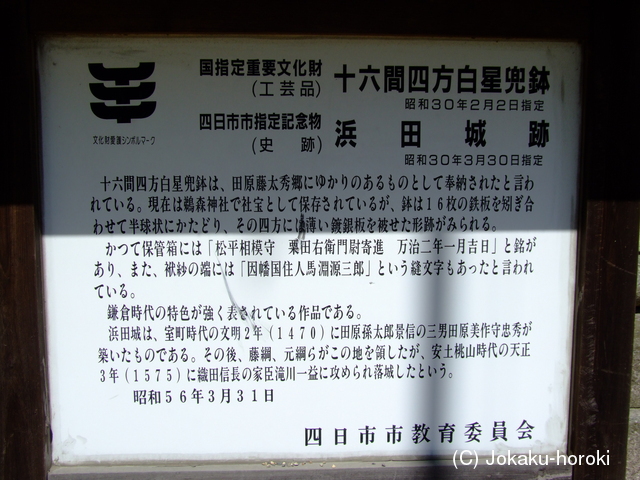 国指定重要文化財
(工芸品)
十六間四方白星兜鉢
昭和30年2月2日指定
四日市市指定記念物
(史跡)
浜田城跡
昭和30年3月30日指定
文化財愛護シンボルマーク
十六間四方白星兜鉢は、田原藤太秀郷にゆかりのあるものとして奉納されたと言わ
れている。現在は鵜森神社で社宝として保存されているが、鉢は16枚の鉄板を矧ぎ合
わせて半球状にかたどり、その四方には薄い鍍銀板を被せた形跡がみられる。
かつて保管箱には「松平相模守 栗田右衛門尉寄進 万治二年一月吉日」と銘が
あり、また、袱紗の端には「因幡国住人馬淵源三郎」という縫文字もあったと言われ
ている。
鎌倉時代の特色が強く表されている作品である。
浜田城は、室町時代の文明2年(1470)に田原孫太郎景信の三男田原美作守忠秀が
築いたものである。その後、藤綱、元綱らがこの地を領したが、安土桃山時代の天正
3年(1575)に織田信長の家臣滝川一益に攻められ落城したという。
昭和56年3月31日
四日市市教育委員会
(C) Jokaku-horoki